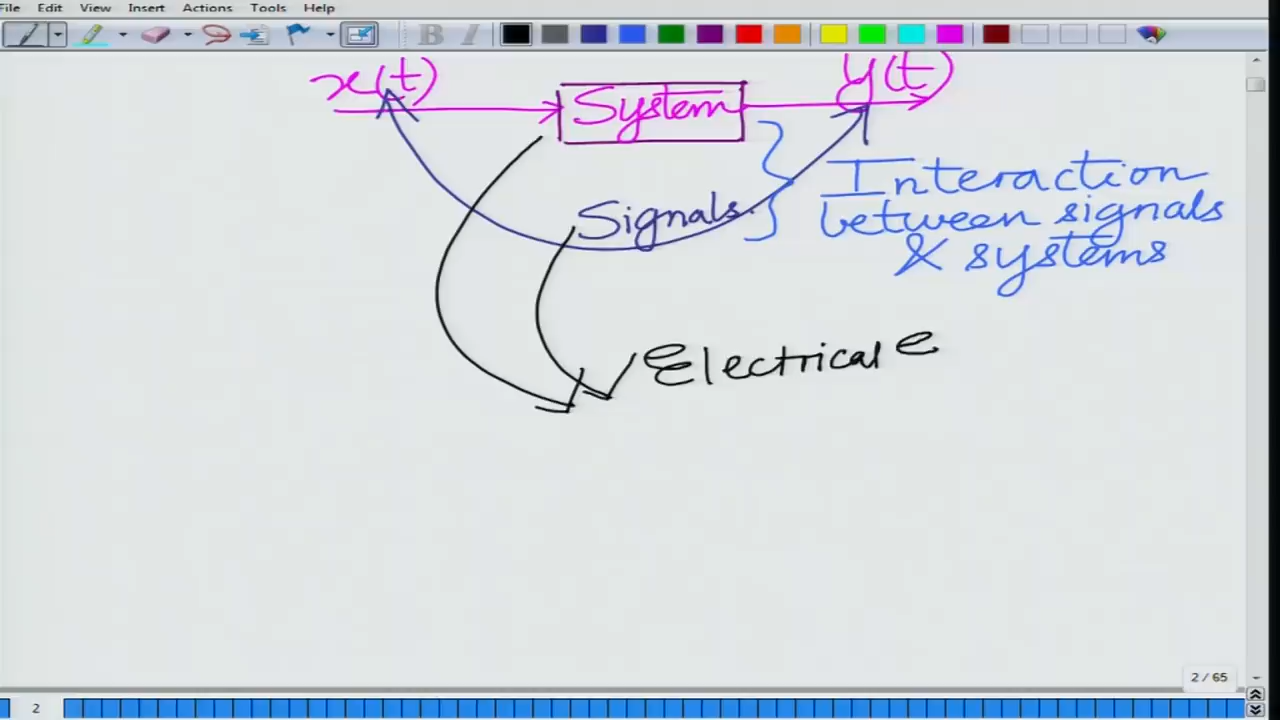 File Edit View Insert Actions Tools Help
B I
x(t) System y(t)
Signals
Interaction
between signals
& systems
Electrical e
2 / 65
2